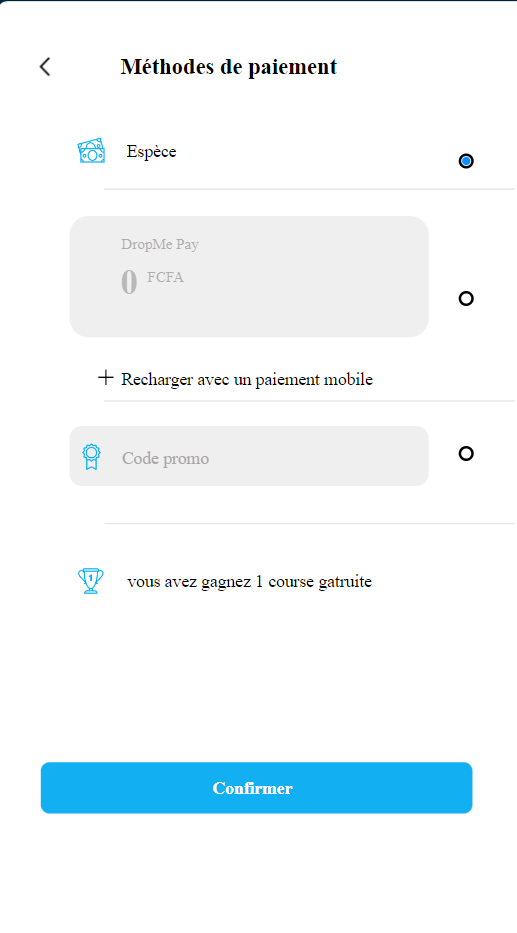 Méthodes de paiement
Espèce
DropMe Pay
0 FCFA
+ Recharger avec un paiement mobile
Code promo
1
vous avez gagnez 1 course gatruite
Confirmer